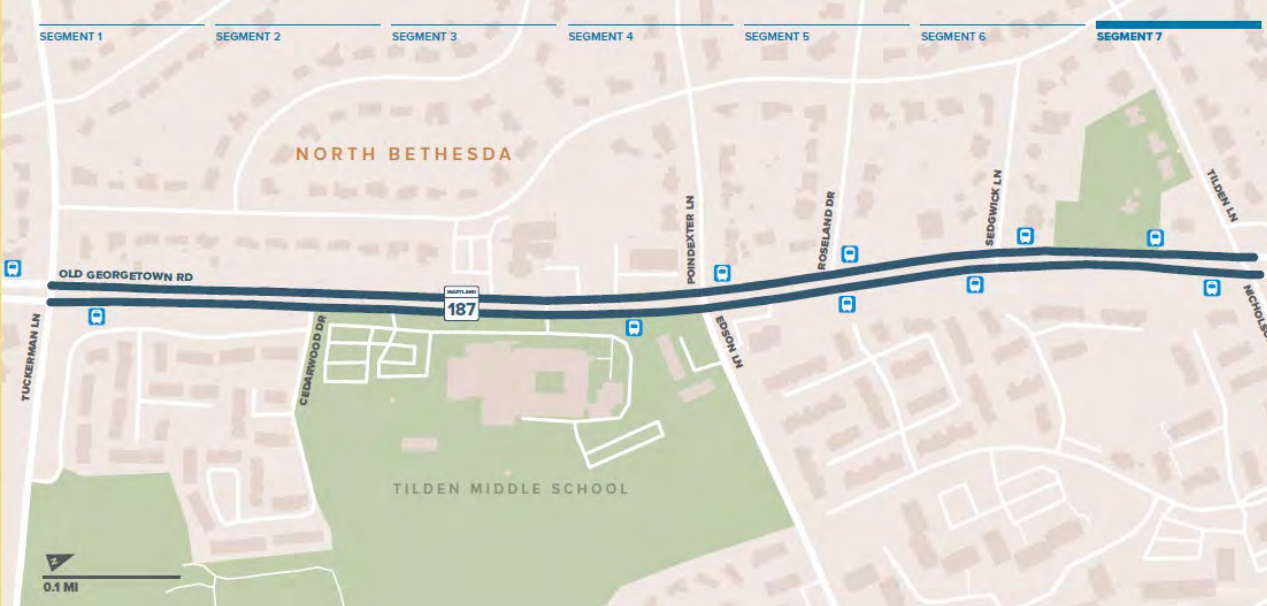 SEGMENT 1
SEGMENT 2
SEGMENT 3
SEGMENT 4
SEGMENT 5
SEGMENT 6
SEGMENT 7
NORTH BETHESDA
TILDEN LN
SEDGWICK LN
ROSELAND DR
POINDEXTER LN
OLD GEORGETOWN RD
MARYLAND
187
TUCKERMAN LN
CEDARWOOD DR
EDSON LN
TILDEN MIDDLE SCHOOL
N
0.1 MI